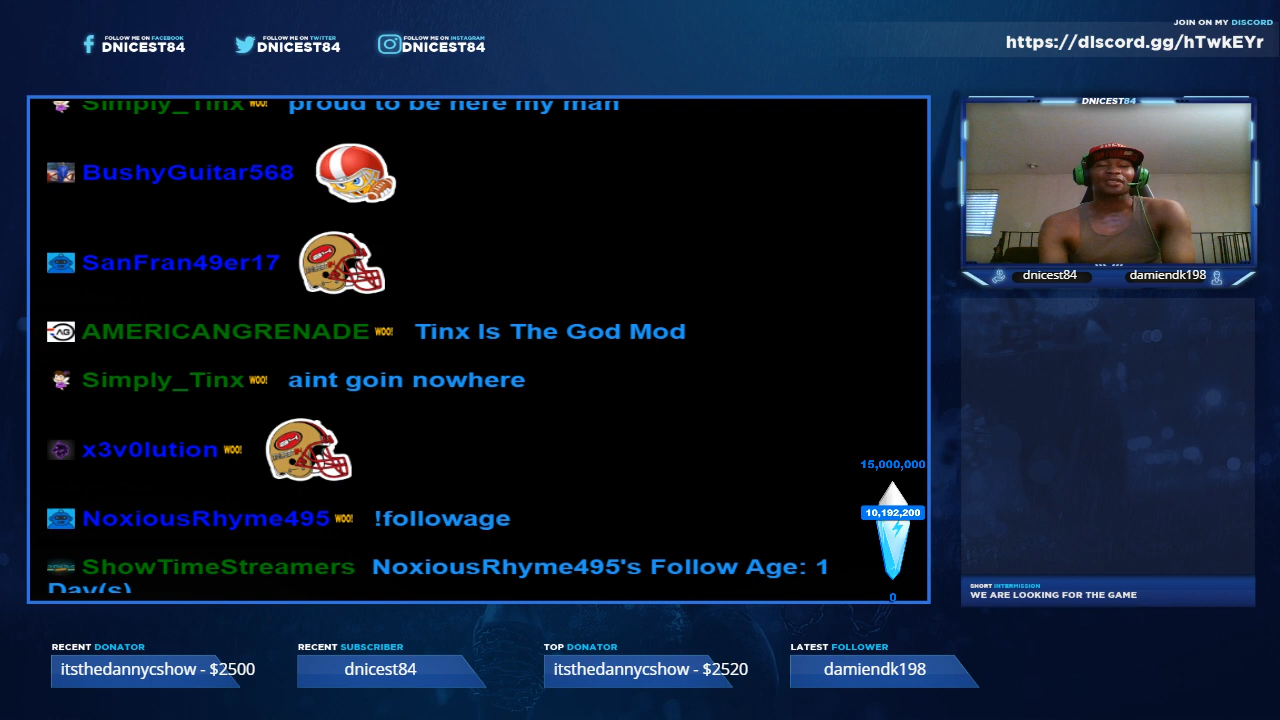 JOIN ON MY DISCORD
https://discord.gg/hTwkEYr
FOLLOW ME ON FACEBOOK
DNICEST84
FOLLOW ME ON TWITTER
DNICEST84
FOLLOW ME ON INSTAGRAM
DNICEST84
Simply_Tinx WOO! proud to be here my man
BushyGuitar568
SanFran49er17
AMERICANGRENADE WOO! Tinx Is The God Mod
Simply_Tinx WOO! aint goin nowhere
x3v0lution WOO!
NoxiousRhyme495 WOO! !followage
ShowTimeStreamers NoxiousRhyme495's Follow Age: 1
Day(s)
15,000,000
10,192,200
0
DNICEST84
dnicest84
damiendk198
SHORT INTERMISSION
WE ARE LOOKING FOR THE GAME
RECENT DONATOR
itsthedannycshow - $2500
RECENT SUBSCRIBER
dnicest84
TOP DONATOR
itsthedannycshow - $2520
LATEST FOLLOWER
damiendk198